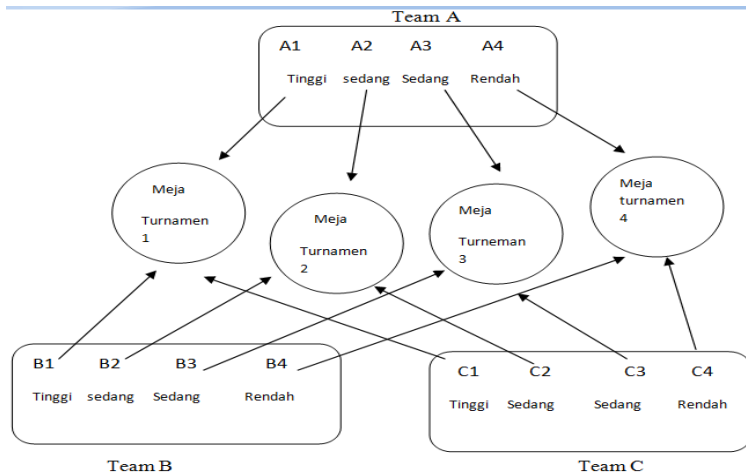 Team A
A1 A2 A3 A4
Tinggi sedang Sedang Rendah
Meja
Turnamen
1
Meja
Turnamen
2
Meja
Turneman
3
Meja
turnamen
4
B1 B2 B3 B4
Tinggi sedang Sedang Rendah
C1 C2 C3 C4
Tinggi Sedang Sedang Rendah
Team B
Team C